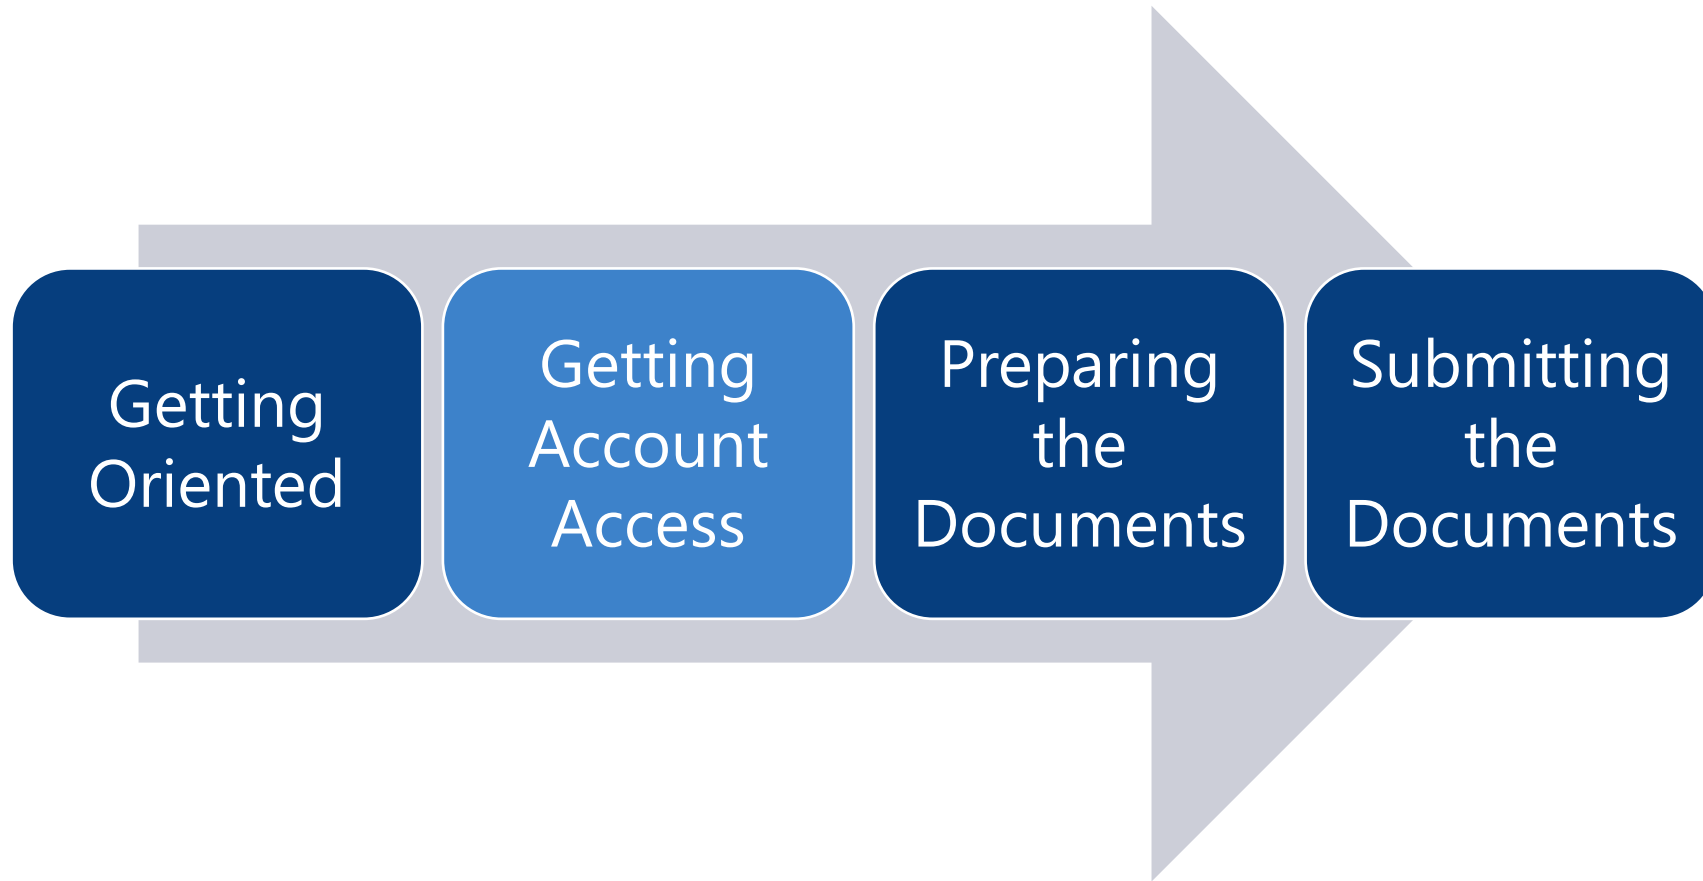 Getting
Oriented
Getting
Account
Access
Preparing
the
Documents
Submitting
the
Documents